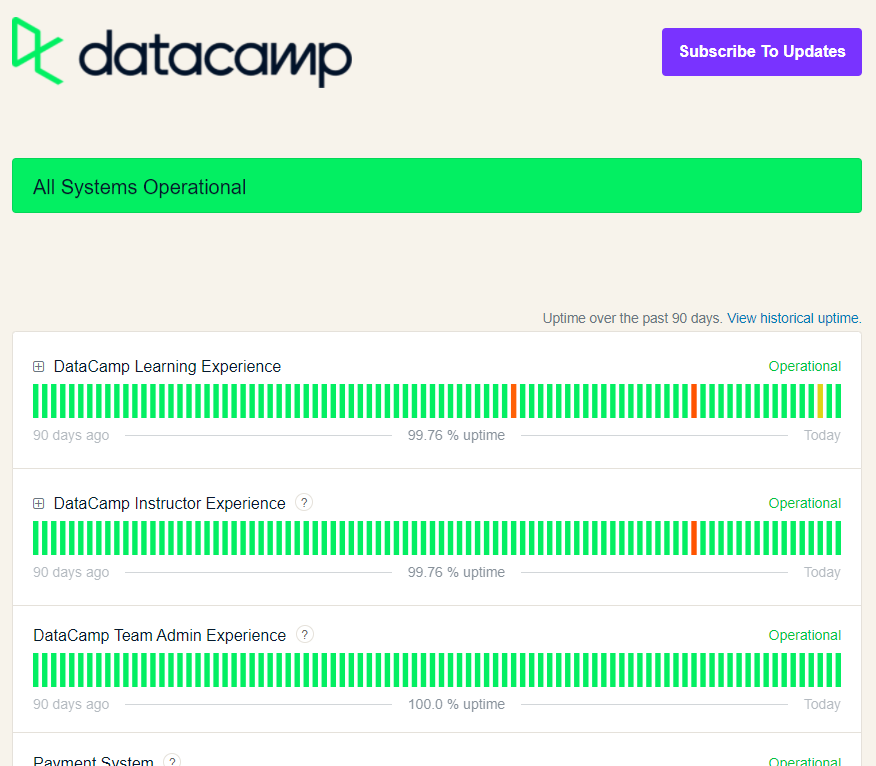 datacamp
Subscribe To Updates
All Systems Operational
Uptime over the past 90 days. View historical uptime.
DataCamp Learning Experience Operational
90 days ago 99.76 % uptime Today
DataCamp Instructor Experience ? Operational
90 days ago 99.76 % uptime Today
DataCamp Team Admin Experience ? Operational
90 days ago 100.0 % uptime Today
Payment System ? Operational